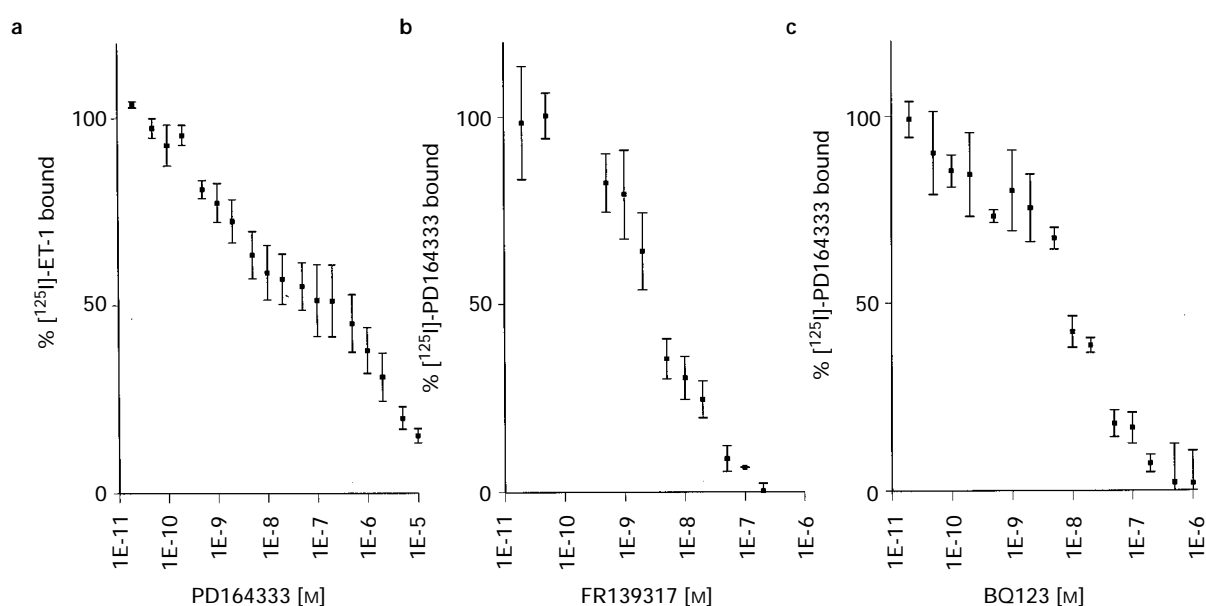 a
% [¹²⁵I]-ET-1 bound
100
50
0
1E-11
1E-10
1E-9
1E-8
1E-7
1E-6
1E-5
PD164333 [M]
b
% [¹²⁵I]-PD164333 bound
100
50
0
1E-11
1E-10
1E-9
1E-8
1E-7
1E-6
FR139317 [M]
c
% [¹²⁵I]-PD164333 bound
100
50
0
1E-11
1E-10
1E-9
1E-8
1E-7
1E-6
BQ123 [M]